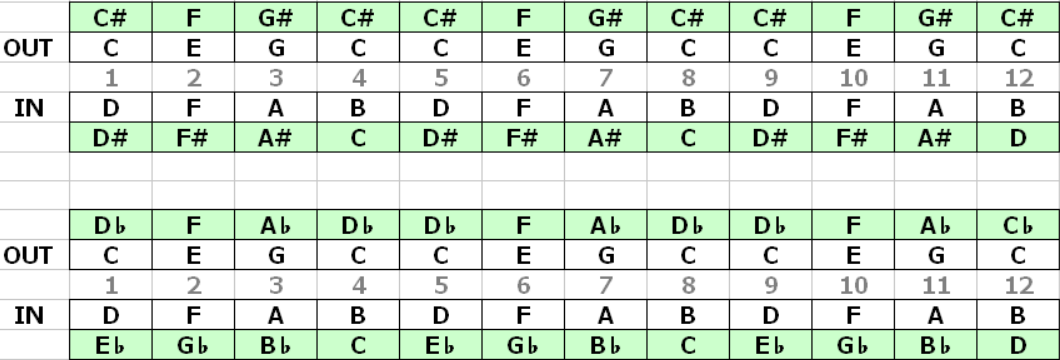 C# F G# C# C# F G# C# C# F G# C#
OUT C E G C C E G C C E G C
1 2 3 4 5 6 7 8 9 10 11 12
IN D F A B D F A B D F A B
D# F# A# C D# F# A# C D# F# A# D
D♭ F A♭ D♭ D♭ F A♭ D♭ D♭ F A♭ C♭
OUT C E G C C E G C C E G C
1 2 3 4 5 6 7 8 9 10 11 12
IN D F A B D F A B D F A B
E♭ G♭ B♭ C E♭ G♭ B♭ C E♭ G♭ B♭ D